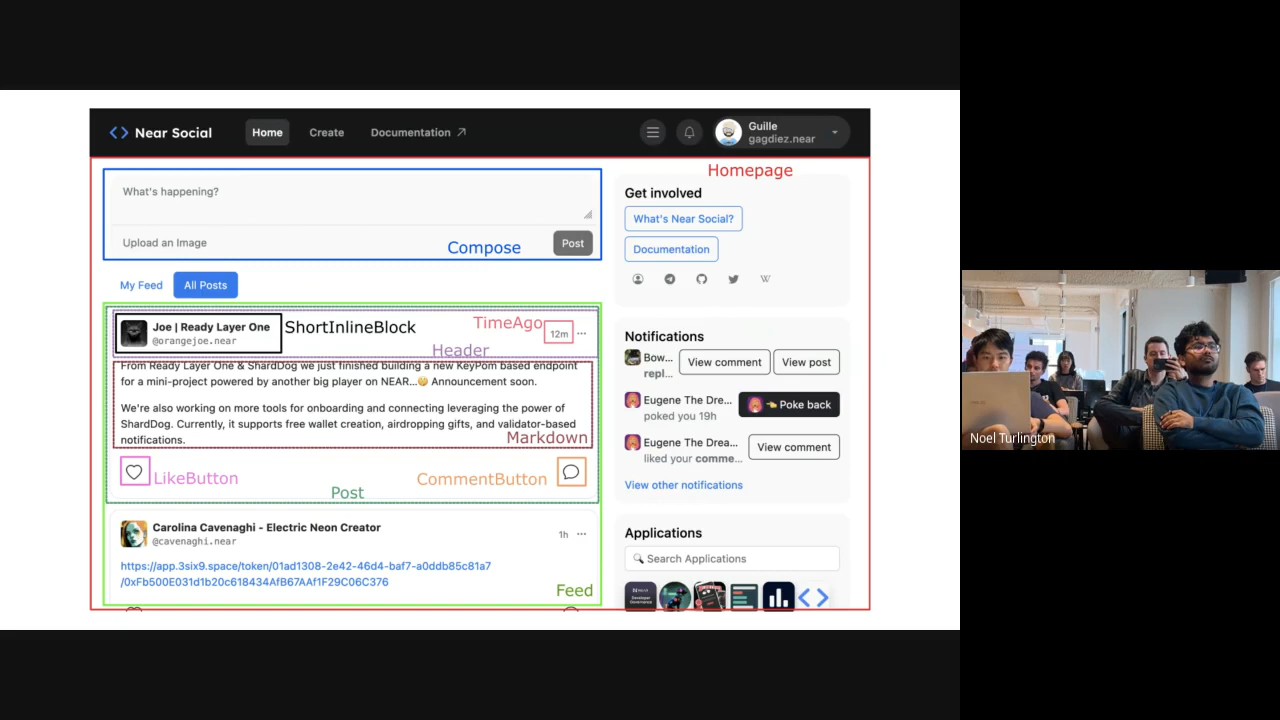 Near Social
Home
Create
Documentation
Guille
gagdiez.near
Homepage
What's happening?
Upload an Image
Compose
Post
My Feed
All Posts
Joe | Ready Layer One
@orangejoe.near
ShortInlineBlock
TimeAgo
12m
Header
From Ready Layer One & ShardDog we just finished building a new KeyPom based endpoint
for a mini-project powered by another big player on NEAR... Announcement soon.
We're also working on more tools for onboarding and connecting leveraging the power of
ShardDog. Currently, it supports free wallet creation, airdropping gifts, and validator-based
notifications.
Markdown
LikeButton
CommentButton
Post
Carolina Cavenaghi - Electric Neon Creator
@cavenaghi.near
1h
https://app.3six9.space/token/01ad1308-2e42-46d4-baf7-a0ddb85c81a7
/0xFb500E031d1b20c618434AfB67AAf1F29C06C376
Feed
Get involved
What's Near Social?
Documentation
W
Notifications
Bow...
repl...
View comment
View post
Eugene The Dre...
poked you 19h
Poke back
Eugene The Drea...
liked your comme...
View comment
View other notifications
Applications
Search Applications
Noel Turlington